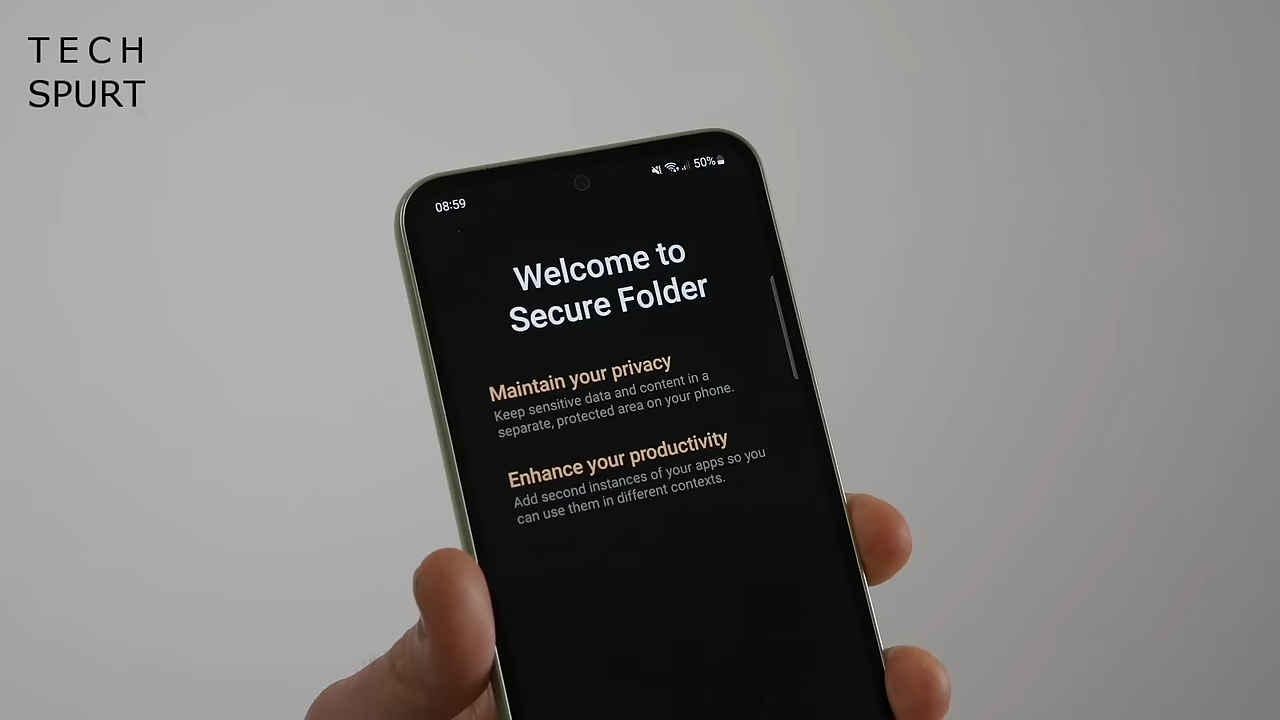 TECH
SPURT
08:59
50%
Welcome to
Secure Folder
Maintain your privacy
Keep sensitive data and content in a
separate, protected area on your phone.
Enhance your productivity
Add second instances of your apps so you
can use them in different contexts.